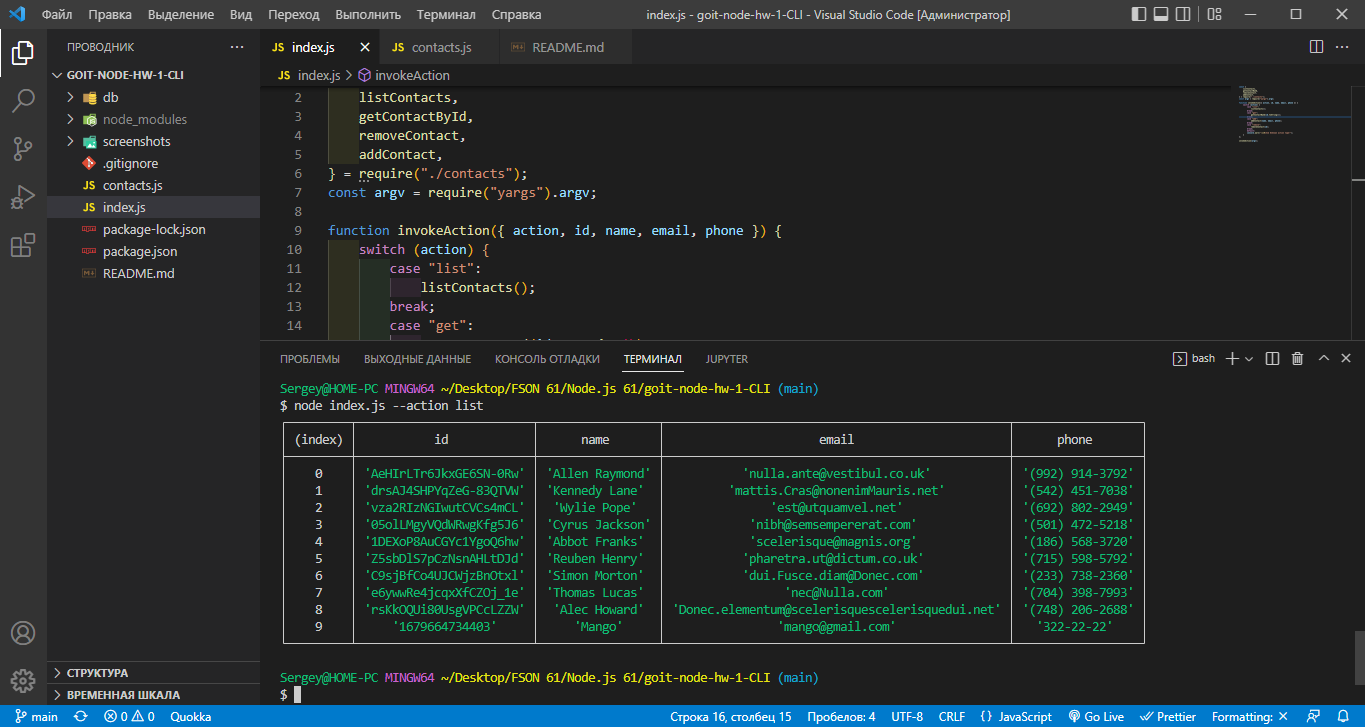 Файл Правка Выделение Вид Переход Выполнить Терминал Справка index.js - goit-node-hw-1-CLI - Visual Studio Code [Администратор]
ПРОВОДНИК
GOIT-NODE-HW-1-CLI
db
node_modules
screenshots
.gitignore
JS contacts.js
JS index.js
package-lock.json
package.json
README.md
СТРУКТУРА
ВРЕМЕННАЯ ШКАЛА
JS index.js JS contacts.js README.md
JS index.js > invokeAction
2 listContacts,
3 getContactById,
4 removeContact,
5 addContact,
6 } = require("./contacts");
7 const argv = require("yargs").argv;
8
9 function invokeAction({ action, id, name, email, phone }) {
10 switch (action) {
11 case "list":
12 listContacts();
13 break;
14 case "get":
ПРОБЛЕМЫ ВЫХОДНЫЕ ДАННЫЕ КОНСОЛЬ ОТЛАДКИ ТЕРМИНАЛ JUPYTER bash
Sergey@HOME-PC MINGW64 ~/Desktop/FSON 61/Node.js 61/goit-node-hw-1-CLI (main)
$ node index.js --action list
(index) id name email phone
0 'AeHIrLTr6JkxGE6SN-0Rw' 'Allen Raymond' 'nulla.ante@vestibul.co.uk' '(992) 914-3792'
1 'drsAJ4SHPYqZeG-83QTVW' 'Kennedy Lane' 'mattis.Cras@nonenimMauris.net' '(542) 451-7038'
2 'vza2RIzNGIwutCVCs4mCL' 'Wylie Pope' 'est@utquamvel.net' '(692) 802-2949'
3 '05olLMgyVQdWRwgKfg5J6' 'Cyrus Jackson' 'nibh@semsempererat.com' '(501) 472-5218'
4 '1DEXoP8AuCGYc1YgoQ6hw' 'Abbot Franks' 'scelerisque@magnis.org' '(186) 568-3720'
5 'Z5sbDlS7pCzNsnAHLtDJd' 'Reuben Henry' 'pharetra.ut@dictum.co.uk' '(715) 598-5792'
6 'C9sjBfCo4UJCWjzBnOtxl' 'Simon Morton' 'dui.Fusce.diam@Donec.com' '(233) 738-2360'
7 'e6ywwRe4jcqxXfCZOj_1e' 'Thomas Lucas' 'nec@Nulla.com' '(704) 398-7993'
8 'rsKkOQUi80UsgVPCcLZZW' 'Alec Howard' 'Donec.elementum@scelerisquescelerisquedui.net' '(748) 206-2688'
9 '1679664734403' 'Mango' 'mango@gmail.com' '322-22-22'
Sergey@HOME-PC MINGW64 ~/Desktop/FSON 61/Node.js 61/goit-node-hw-1-CLI (main)
$
main 0 0 Quokka Строка 16, столбец 15 Пробелов: 4 UTF-8 CRLF {} JavaScript Go Live Prettier Formatting: ×